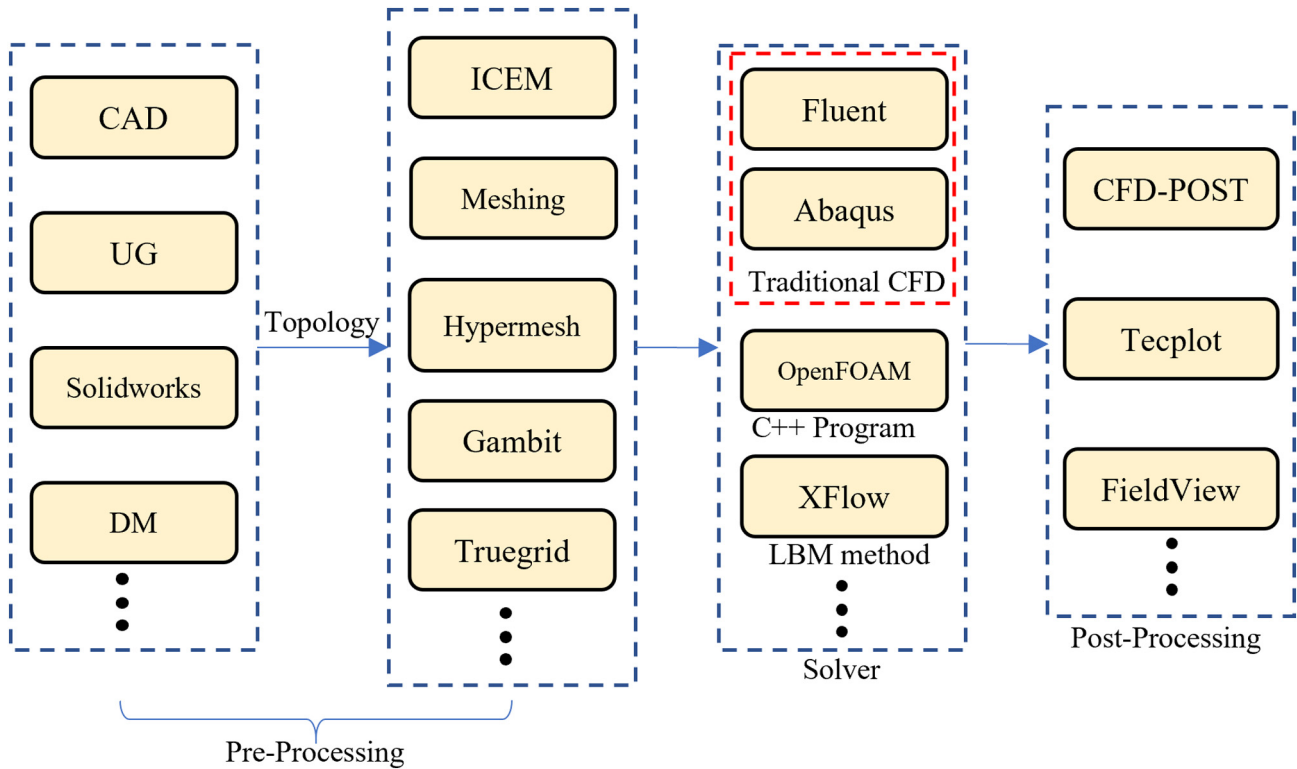 CAD
UG
Solidworks
DM
Topology
ICEM
Meshing
Hypermesh
Gambit
Truegrid
Pre-Processing
Fluent
Abaqus
Traditional CFD
OpenFOAM
C++ Program
XFlow
LBM method
Solver
CFD-POST
Tecplot
FieldView
Post-Processing